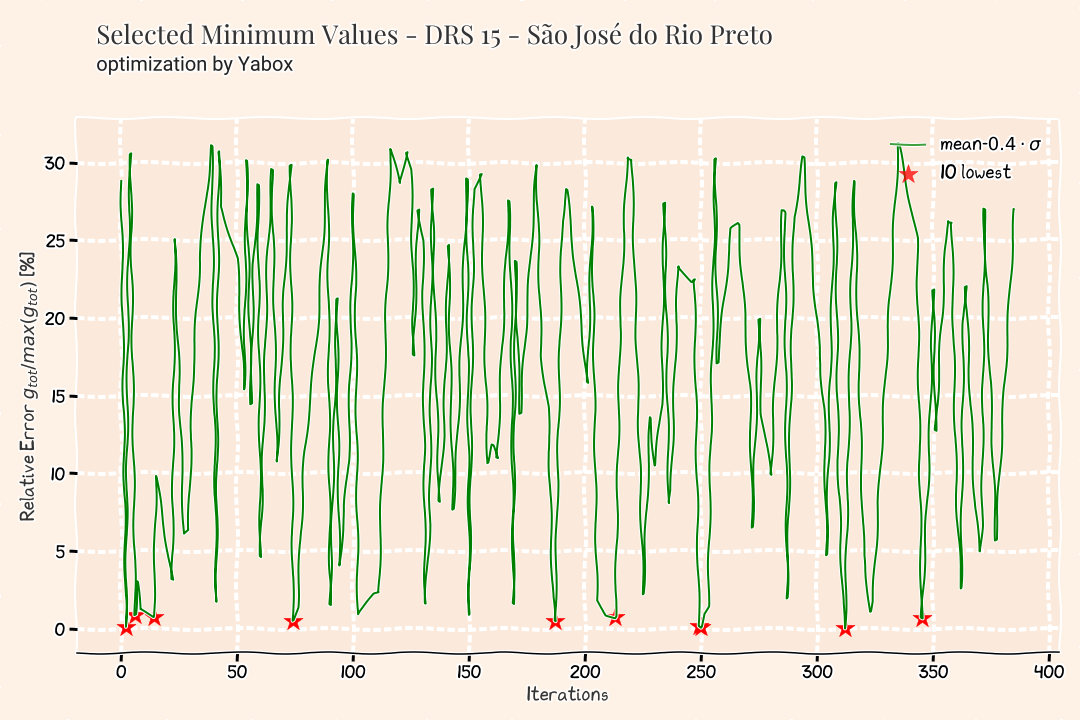 Selected Minimum Values - DRS 15 - São José do Rio Preto
optimization by Yabox
mean-0.4 · σ
10 lowest
Relative Error g_tot/max(g_tot) [%]
30
25
20
15
10
5
0
0 50 100 150 200 250 300 350 400
Iterations